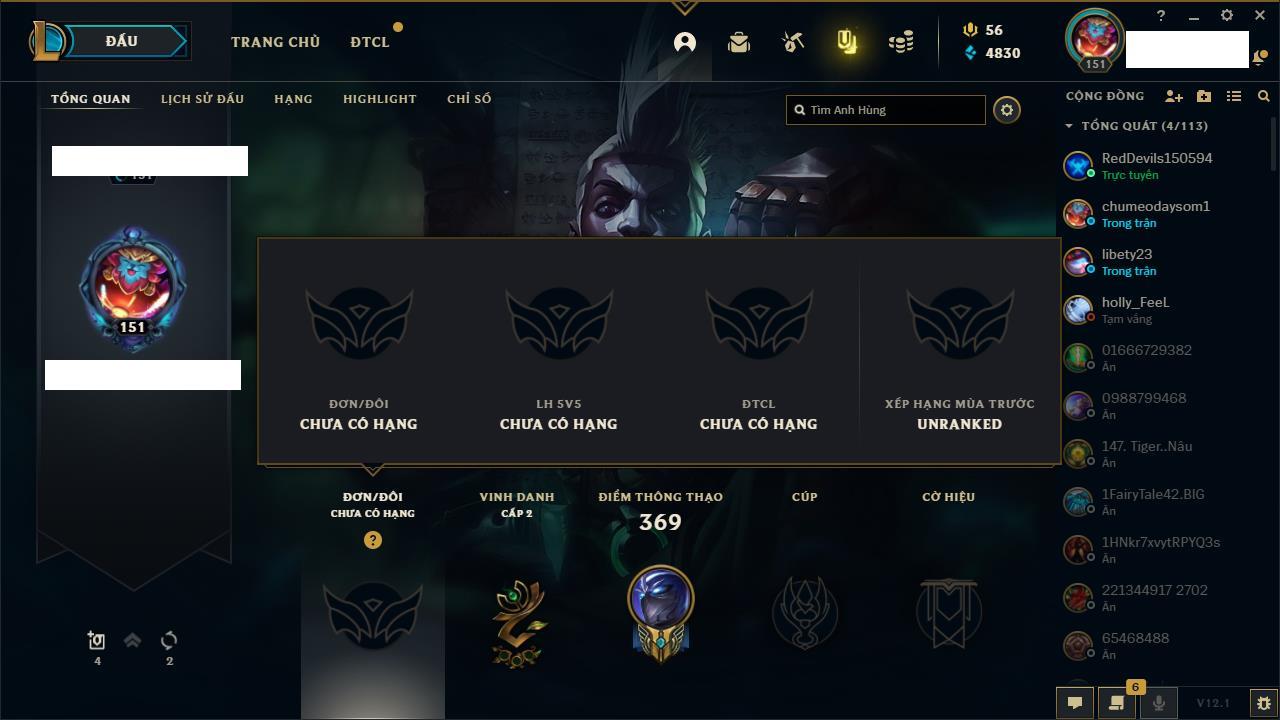 ĐẤU
TRANG CHỦ
ĐTCL
56
4830
?
151
TỔNG QUAN
LỊCH SỬ ĐẤU
HẠNG
HIGHLIGHT
CHỈ SỐ
Tìm Anh Hùng
CỘNG ĐỒNG
TỔNG QUÁT (4/113)
RedDevils150594
Trực tuyến
chumeodaysom1
Trong trận
libety23
Trong trận
holly_FeeL
Tạm vắng
01666729382
Ẩn
0988799468
Ẩn
147. Tiger..Nâu
Ẩn
1FairyTale42.BIG
Ẩn
1HNkr7xvytRPYQ3s
Ẩn
221344917 2702
Ẩn
65468488
Ẩn
151
ĐƠN/ĐÔI
CHƯA CÓ HẠNG
LH 5V5
CHƯA CÓ HẠNG
ĐTCL
CHƯA CÓ HẠNG
XẾP HẠNG MÙA TRƯỚC
UNRANKED
ĐƠN/ĐÔI
CHƯA CÓ HẠNG
?
VINH DANH
CẤP 2
ĐIỂM THÔNG THẠO
369
CÚP
CỜ HIỆU
4
2
6
V12.1